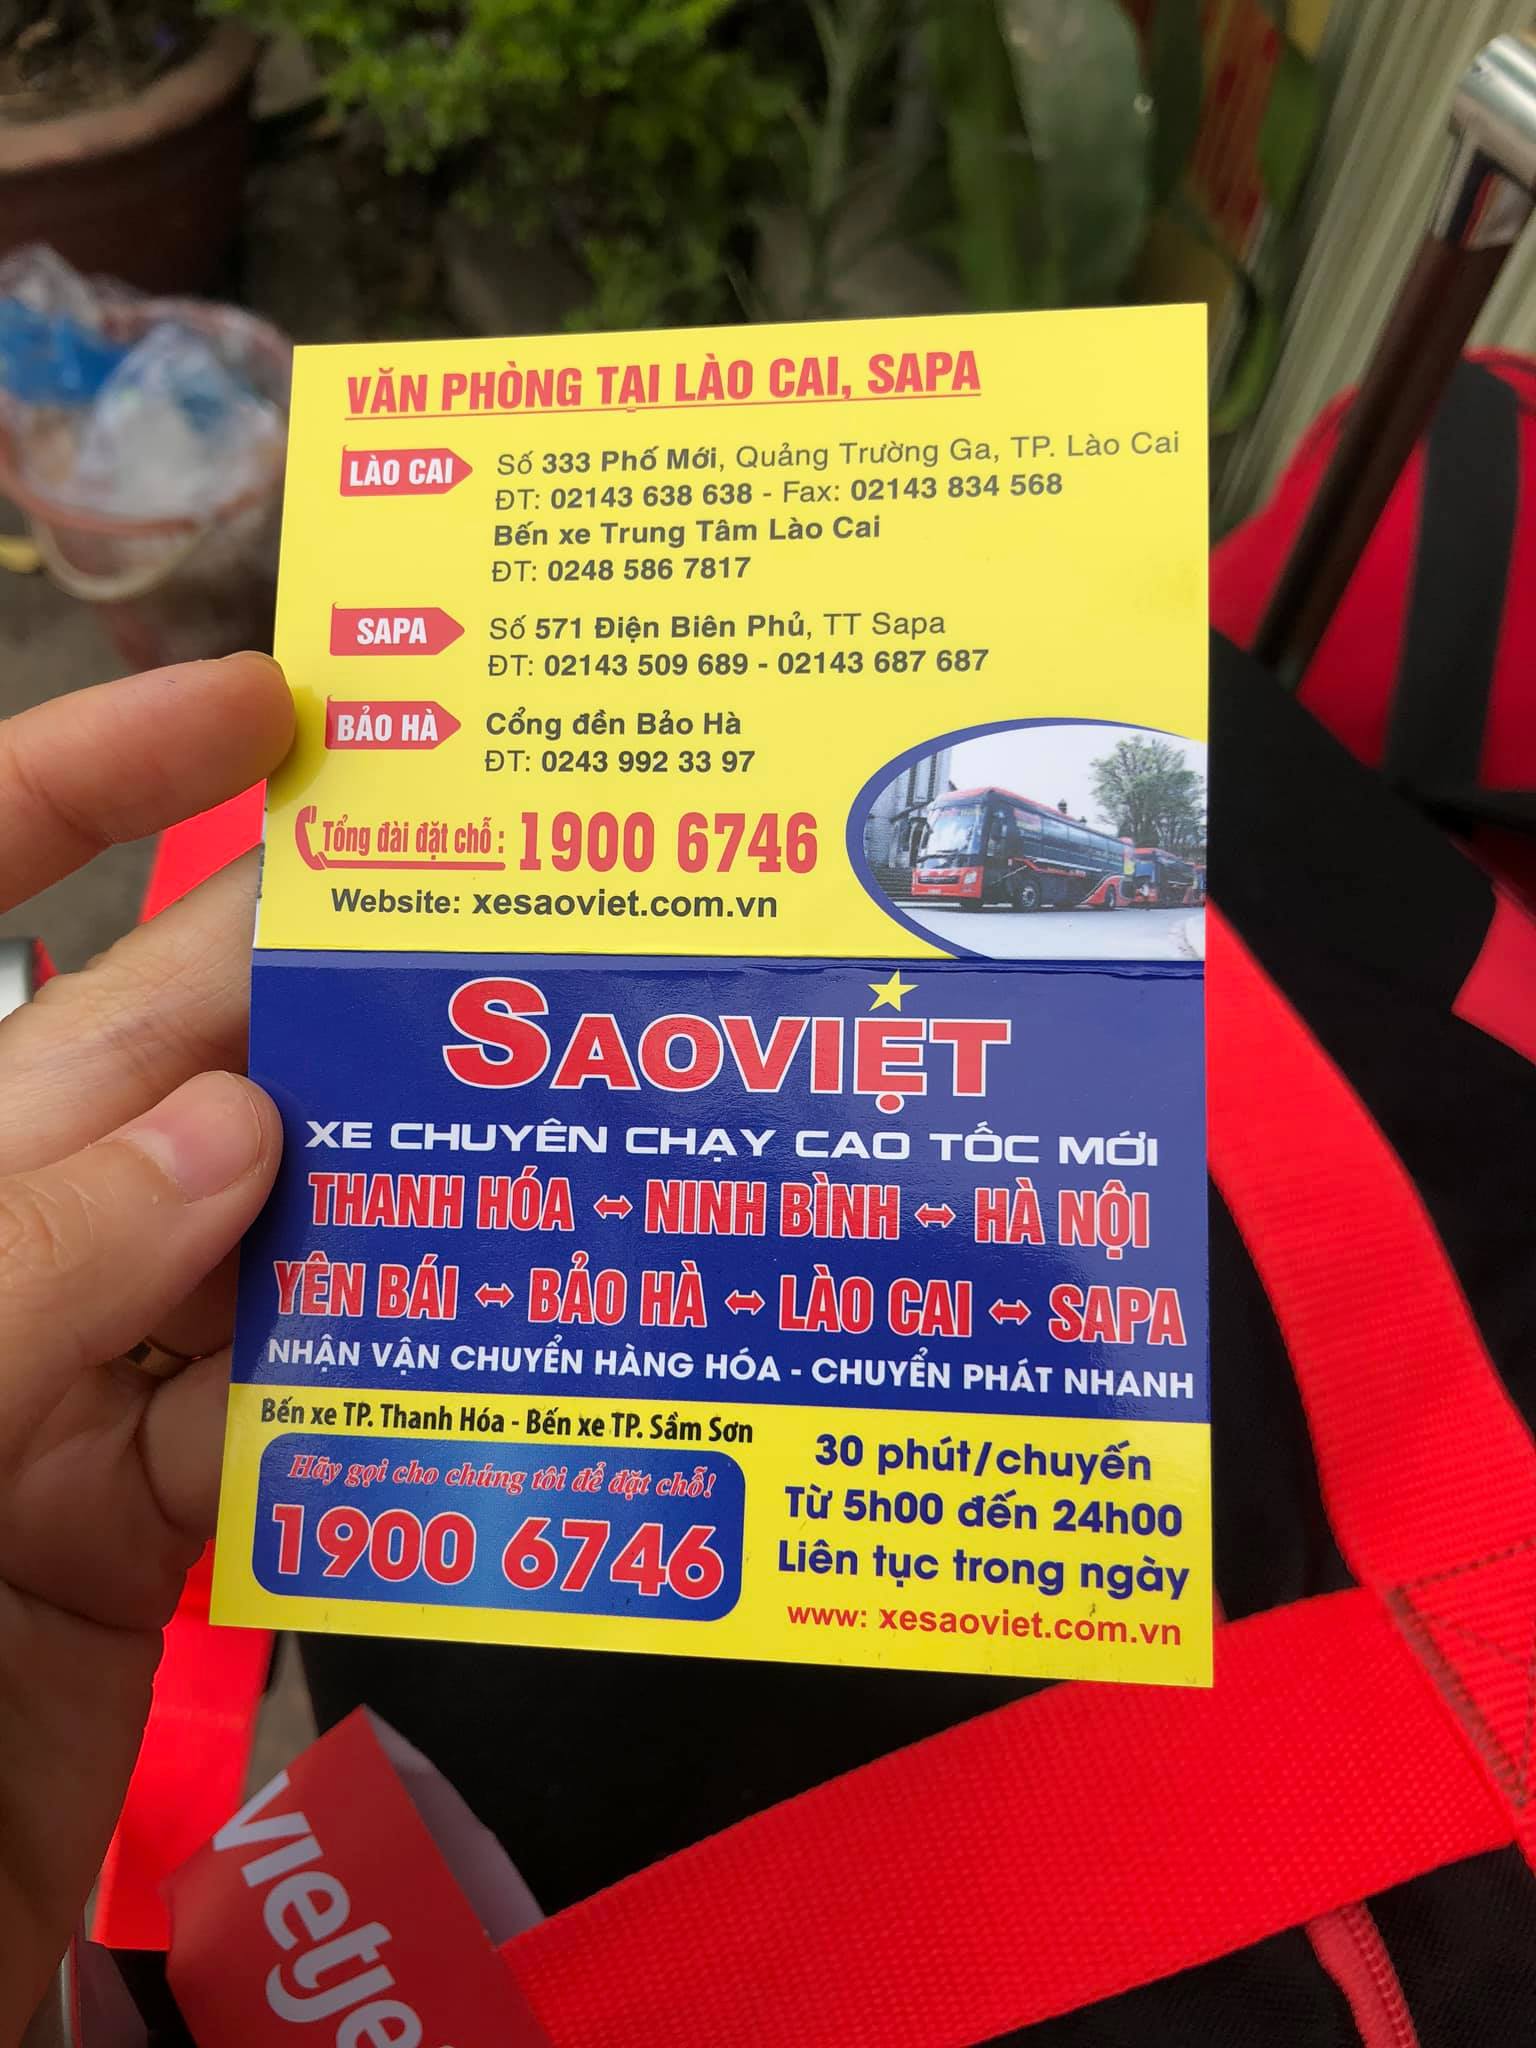 VĂN PHÒNG TẠI LÀO CAI, SAPA
LÀO CAI
Số 333 Phố Mới, Quảng Trường Ga, TP. Lào Cai
ĐT: 02143 638 638 - Fax: 02143 834 568
Bến xe Trung Tâm Lào Cai
ĐT: 0248 586 7817
SAPA
Số 571 Điện Biên Phủ, TT Sapa
ĐT: 02143 509 689 - 02143 687 687
BẢO HÀ
Cổng đền Bảo Hà
ĐT: 0243 992 33 97
Tổng đài đặt chỗ: 1900 6746
Website: xesaoviet.com.vn
SAOVIỆT
XE CHUYÊN CHẠY CAO TỐC MỚI
THANH HÓA ↔ NINH BÌNH ↔ HÀ NỘI
YÊN BÁI ↔ BẢO HÀ ↔ LÀO CAI ↔ SAPA
NHẬN VẬN CHUYỂN HÀNG HÓA - CHUYỂN PHÁT NHANH
Bến xe TP. Thanh Hóa - Bến xe TP. Sầm Sơn
Hãy gọi cho chúng tôi để đặt chỗ!
1900 6746
30 phút/chuyến
Từ 5h00 đến 24h00
Liên tục trong ngày
www: xesaoviet.com.vn
vietje